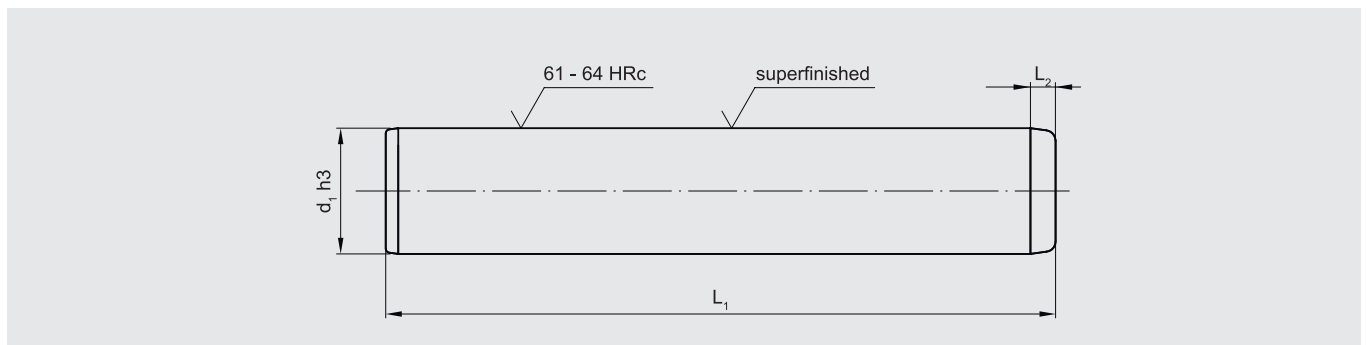 61 - 64 HRc
superfinished
L2
d1 h3
L1